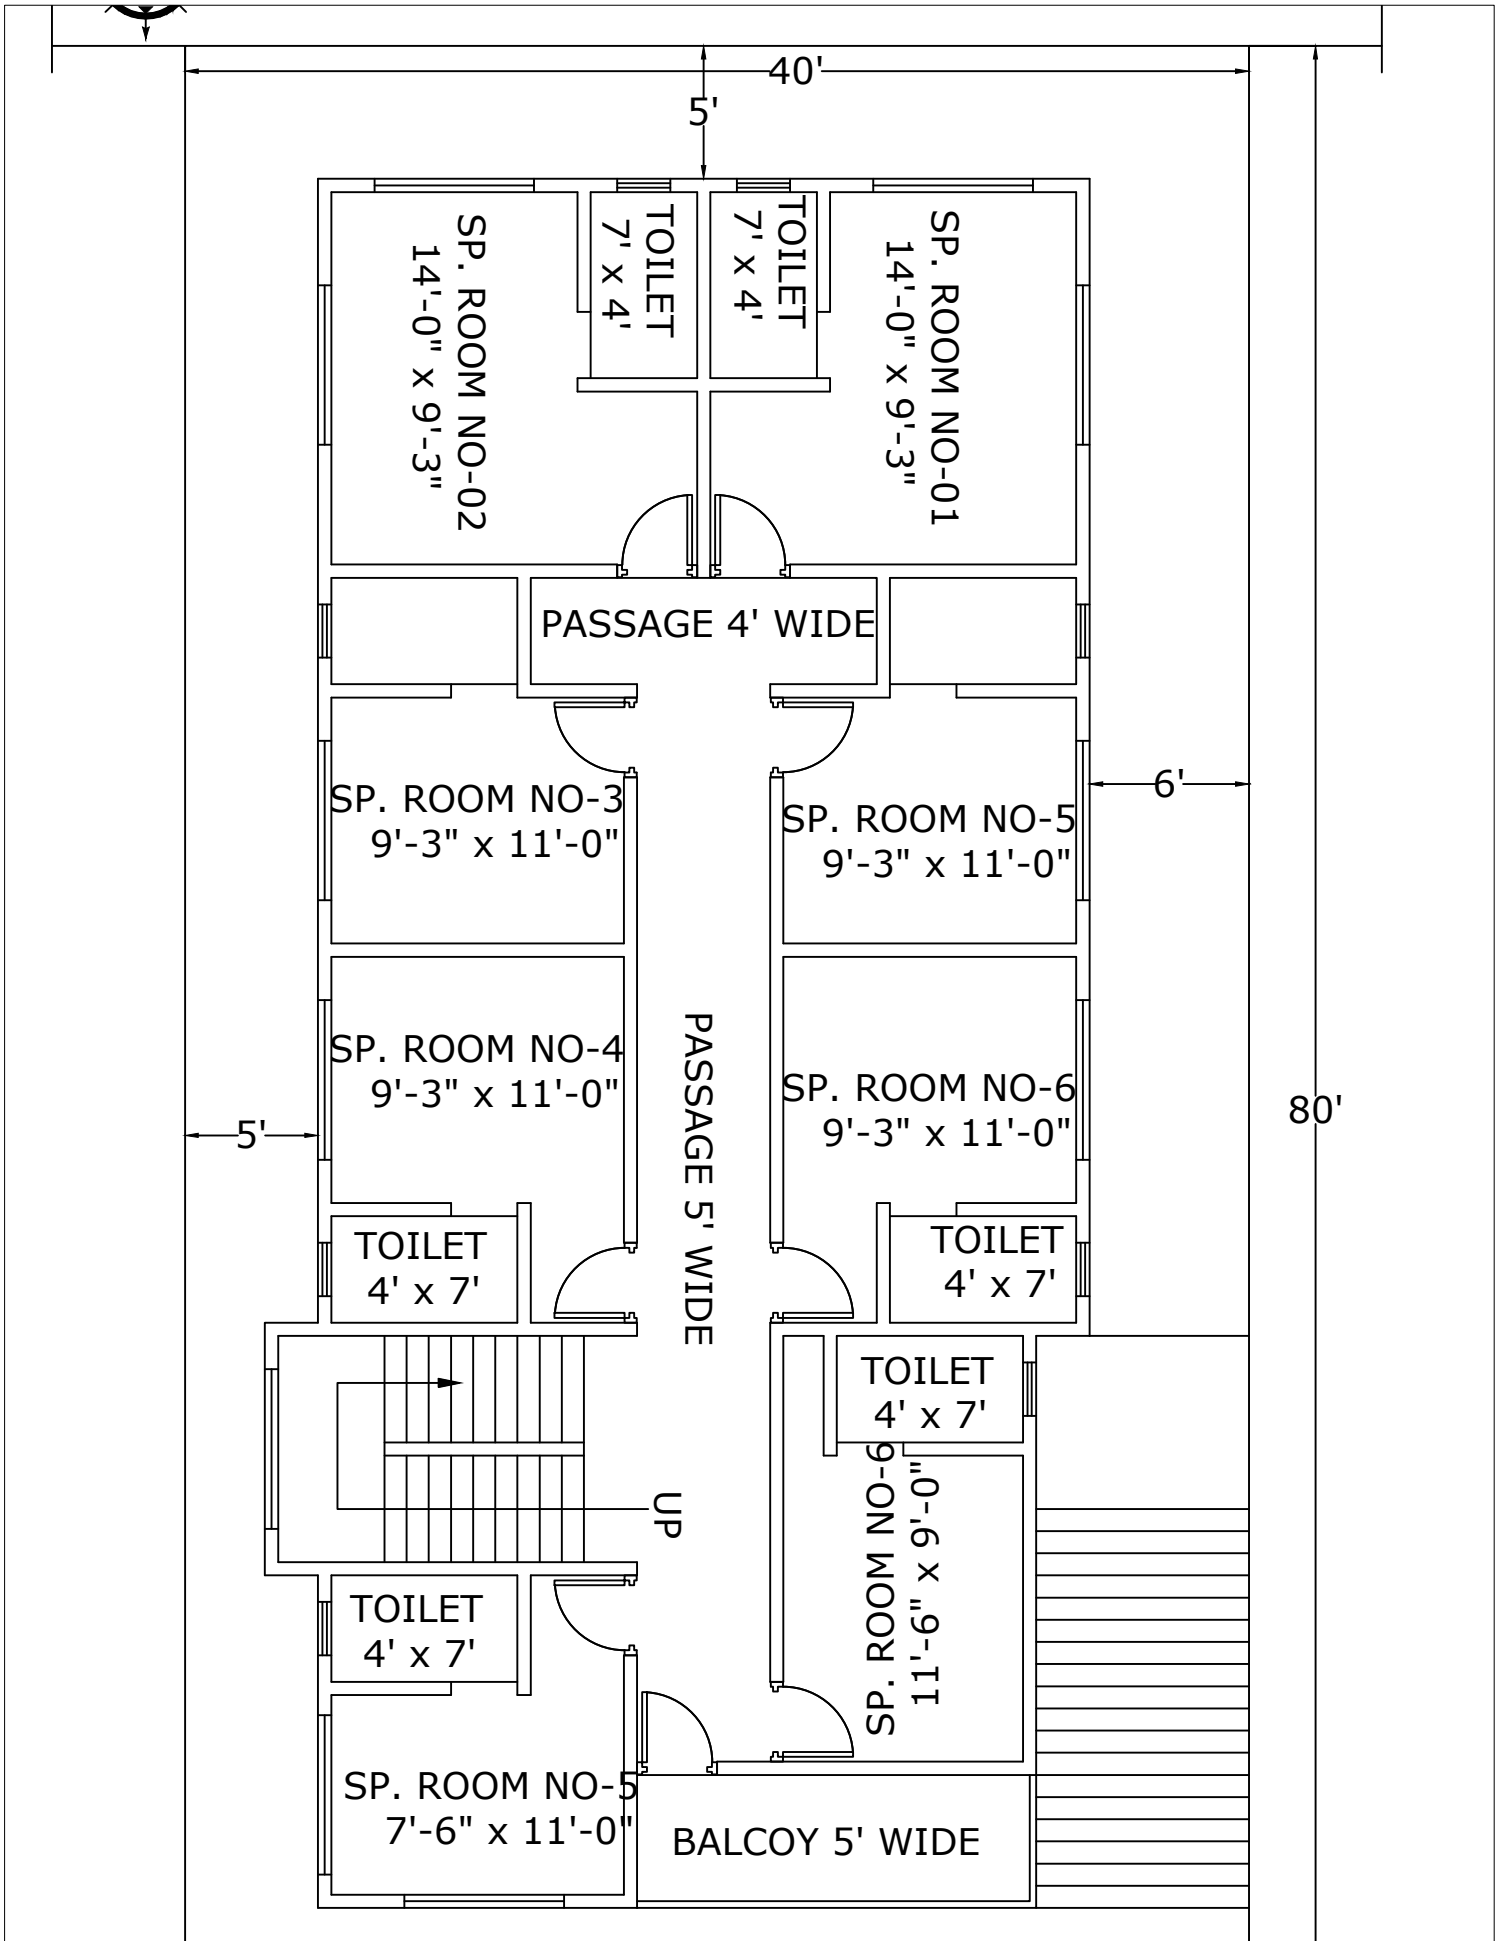 40'
5'
SP. ROOM NO-02
14'-0" x 9'-3"
TOILET
7' x 4'
TOILET
7' x 4'
SP. ROOM NO-01
14'-0" x 9'-3"
PASSAGE 4' WIDE
SP. ROOM NO-3
9'-3" x 11'-0"
SP. ROOM NO-5
9'-3" x 11'-0"
6'
SP. ROOM NO-4
9'-3" x 11'-0"
PASSAGE 5' WIDE
SP. ROOM NO-6
9'-3" x 11'-0"
80'
5'
TOILET
4' x 7'
TOILET
4' x 7'
TOILET
4' x 7'
UP
SP. ROOM NO-6
11'-6" x 9'-0"
TOILET
4' x 7'
SP. ROOM NO-5
7'-6" x 11'-0"
BALCOY 5' WIDE